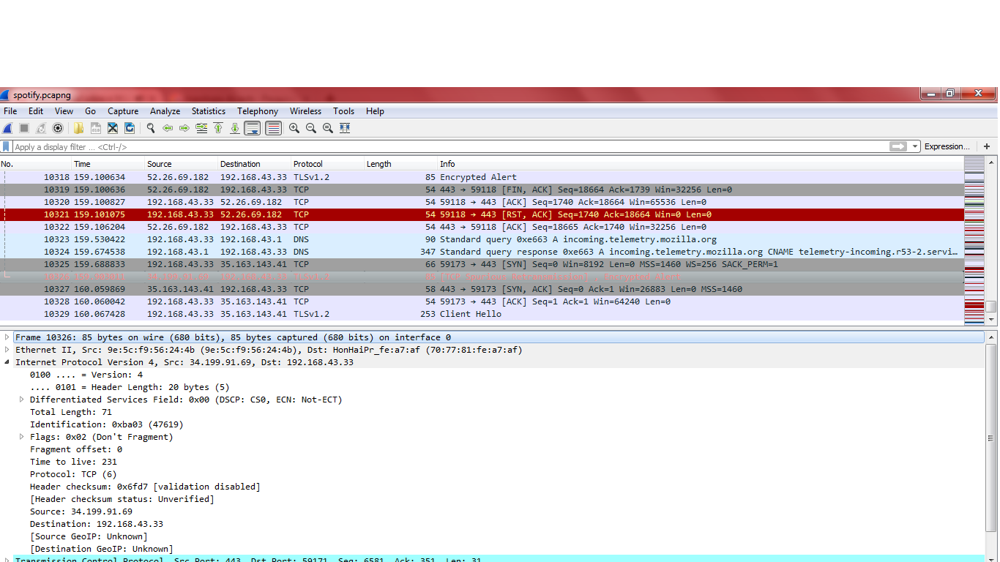 spotify.pcapng
File Edit View Go Capture Analyze Statistics Telephony Wireless Tools Help
Apply a display filter ... <Ctrl-/> Expression... +
No. Time Source Destination Protocol Length Info
10318 159.100634 52.26.69.182 192.168.43.33 TLSv1.2 85 Encrypted Alert
10319 159.100636 52.26.69.182 192.168.43.33 TCP 54 443 → 59118 [FIN, ACK] Seq=18664 Ack=1739 Win=32256 Len=0
10320 159.100827 192.168.43.33 52.26.69.182 TCP 54 59118 → 443 [ACK] Seq=1740 Ack=18664 Win=65536 Len=0
10321 159.101075 192.168.43.33 52.26.69.182 TCP 54 59118 → 443 [RST, ACK] Seq=1740 Ack=18664 Win=0 Len=0
10322 159.106204 52.26.69.182 192.168.43.33 TCP 54 443 → 59118 [ACK] Seq=18665 Ack=1740 Win=32256 Len=0
10323 159.530422 192.168.43.33 192.168.43.1 DNS 90 Standard query 0xe663 A incoming.telemetry.mozilla.org
10324 159.674538 192.168.43.1 192.168.43.33 DNS 347 Standard query response 0xe663 A incoming.telemetry.mozilla.org CNAME telemetry-incoming.r53-2.servi…
10325 159.688833 192.168.43.33 35.163.143.41 TCP 66 59173 → 443 [SYN] Seq=0 Win=8192 Len=0 MSS=1460 WS=256 SACK_PERM=1
10326 34.199.91.69 192.168.43.33 TLSv1.2 85 [TCP Spurious Retransmission] , Encrypted Alert
10327 160.059869 35.163.143.41 192.168.43.33 TCP 58 443 → 59173 [SYN, ACK] Seq=0 Ack=1 Win=26883 Len=0 MSS=1460
10328 160.060042 192.168.43.33 35.163.143.41 TCP 54 59173 → 443 [ACK] Seq=1 Ack=1 Win=64240 Len=0
10329 160.067428 192.168.43.33 35.163.143.41 TLSv1.2 253 Client Hello
Frame 10326: 85 bytes on wire (680 bits), 85 bytes captured (680 bits) on interface 0
Ethernet II, Src: 9e:5c:f9:56:24:4b (9e:5c:f9:56:24:4b), Dst: HonHaiPr_fe:a7:af (70:77:81:fe:a7:af)
Internet Protocol Version 4, Src: 34.199.91.69, Dst: 192.168.43.33
0100 .... = Version: 4
.... 0101 = Header Length: 20 bytes (5)
Differentiated Services Field: 0x00 (DSCP: CS0, ECN: Not-ECT)
Total Length: 71
Identification: 0xba03 (47619)
Flags: 0x02 (Don't Fragment)
Fragment offset: 0
Time to live: 231
Protocol: TCP (6)
Header checksum: 0x6fd7 [validation disabled]
[Header checksum status: Unverified]
Source: 34.199.91.69
Destination: 192.168.43.33
[Source GeoIP: Unknown]
[Destination GeoIP: Unknown]
Transmission Control Protocol, Src Port: 443, Dst Port: 59171, Seq: 6581, Ack: 351, Len: 31